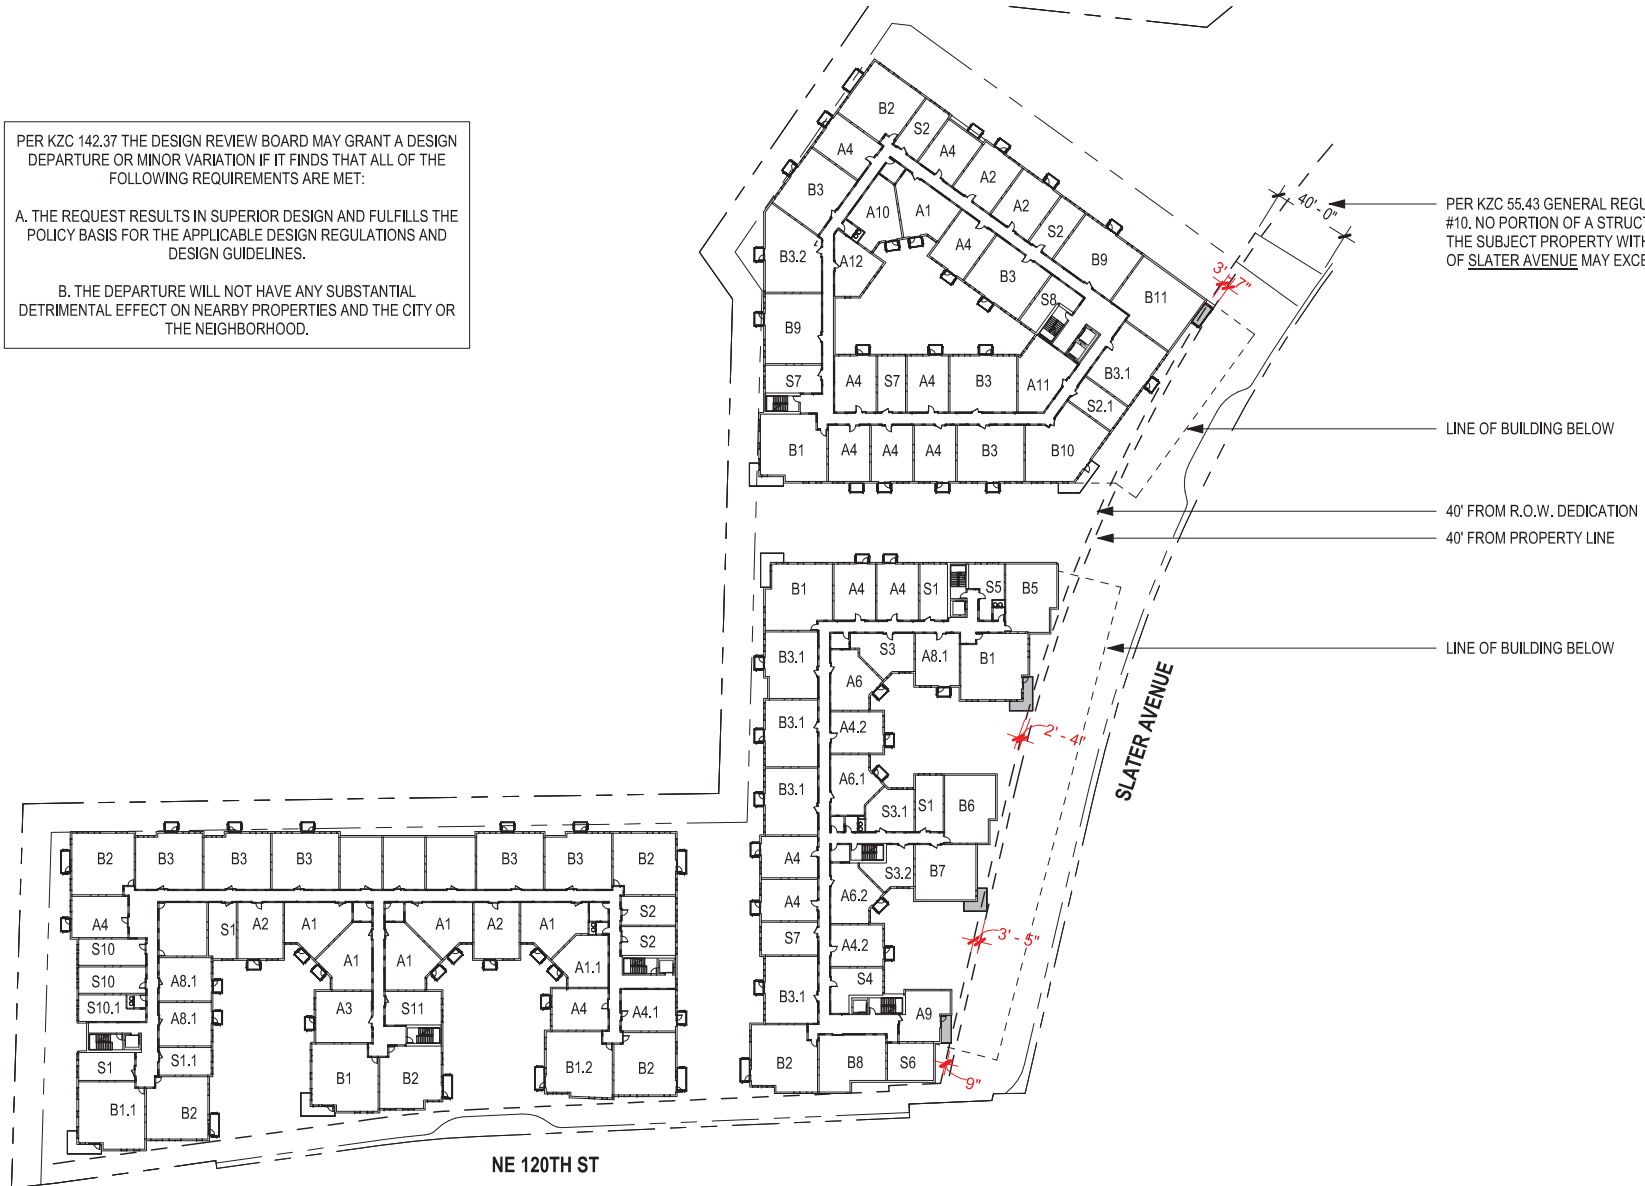 PER KZC 142.37 THE DESIGN REVIEW BOARD MAY GRANT A DESIGN
DEPARTURE OR MINOR VARIATION IF IT FINDS THAT ALL OF THE
FOLLOWING REQUIREMENTS ARE MET:
A. THE REQUEST RESULTS IN SUPERIOR DESIGN AND FULFILLS THE
POLICY BASIS FOR THE APPLICABLE DESIGN REGULATIONS AND
DESIGN GUIDELINES.
B. THE DEPARTURE WILL NOT HAVE ANY SUBSTANTIAL
DETRIMENTAL EFFECT ON NEARBY PROPERTIES AND THE CITY OR
THE NEIGHBORHOOD.
40'-0"
PER KZC 55.43 GENERAL REGU
#10. NO PORTION OF A STRUCT
THE SUBJECT PROPERTY WITH
OF SLATER AVENUE MAY EXCE
3'-7"
LINE OF BUILDING BELOW
40' FROM R.O.W. DEDICATION
40' FROM PROPERTY LINE
LINE OF BUILDING BELOW
SLATER AVENUE
2'-4"
3'-5"
9"
NE 120TH ST
B2
S2
A4
A4
A2
B3
A10
A1
A2
S2
A4
B9
B3.2
A12
B3
B11
S8
B9
S7
A4
S7
A4
B3
A11
B3.1
S2.1
B1
A4
A4
A4
B3
B10
B1
A4
A4
S1
S5
B5
B3.1
S3
A8.1
B1
A6
B3.1
A4.2
B3.1
A6.1
S3.1
S1
B6
A4
S3.2
B7
A4
A6.2
S7
A4.2
S4
B3.1
A9
B2
B8
S6
B2
B3
B3
B3
B3
B3
B2
A4
S1
A2
A1
A1
A2
A1
S2
S10
S2
S10
A8.1
A1
A1
A1.1
S10.1
A8.1
A3
S11
A4
A4.1
S1
S1.1
B1
B2
B1.2
B2
B1.1
B2